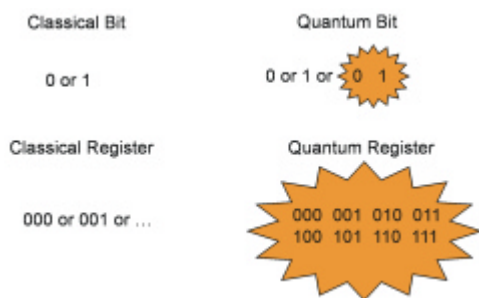 Classical Bit
Quantum Bit
0 or 1
0 or 1 or 0 1
Classical Register
Quantum Register
000 or 001 or ...
000 001 010 011
100 101 110 111